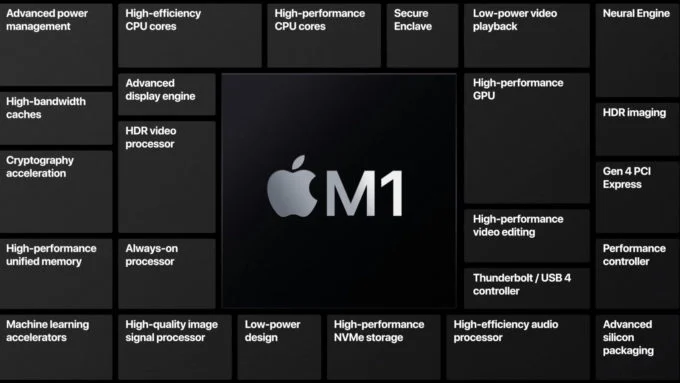 Advanced power
management
High-efficiency
CPU cores
High-performance
CPU cores
Secure
Enclave
Low-power video
playback
Neural Engine
Advanced
display engine
High-performance
GPU
High-bandwidth
caches
HDR imaging
HDR video
processor
M1
Cryptography
acceleration
Gen 4 PCI
Express
High-performance
video editing
High-performance
unified memory
Always-on
processor
Performance
controller
Thunderbolt / USB 4
controller
Machine learning
accelerators
High-quality image
signal processor
Low-power
design
High-performance
NVMe storage
High-efficiency audio
processor
Advanced
silicon
packaging